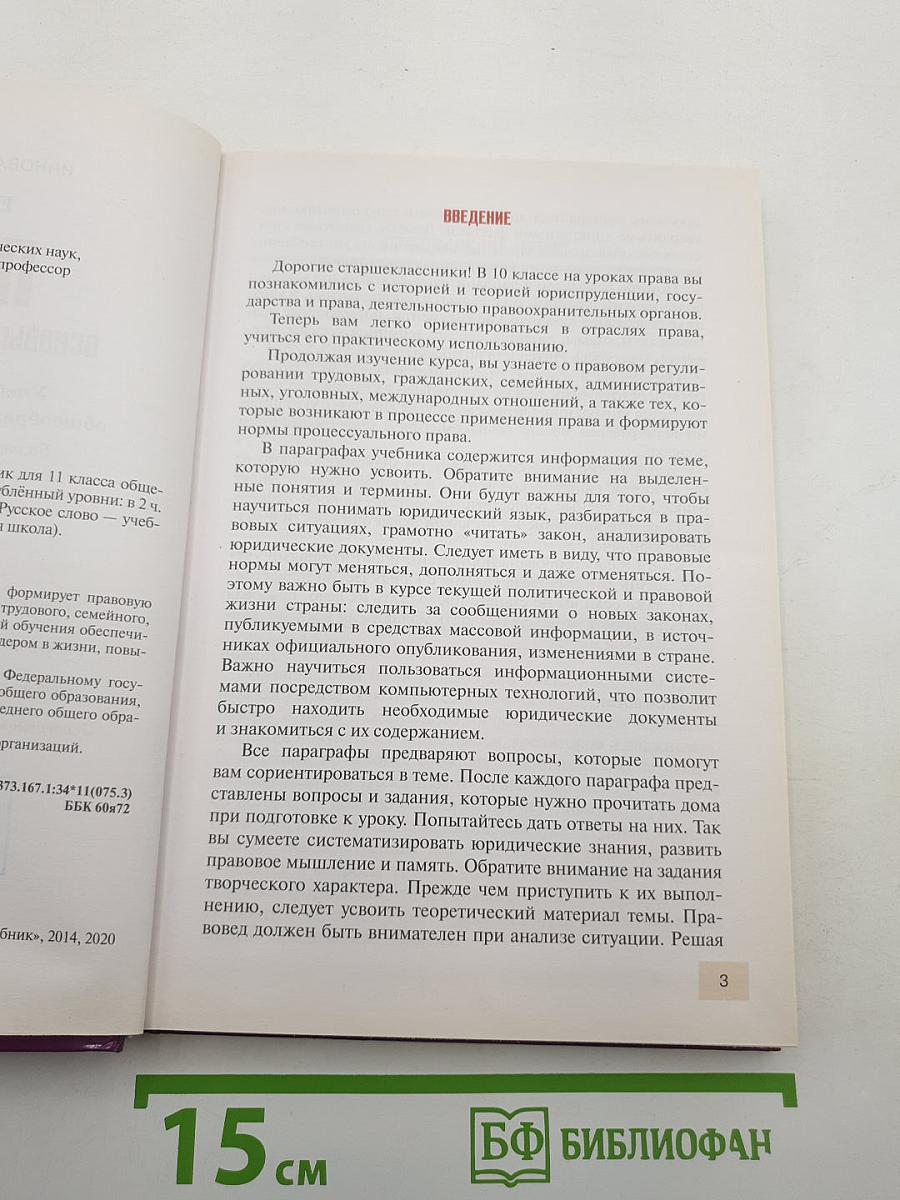 ческих наук,
профессор
ик для 11 класса обще-
блённый уровни: в 2 ч.
Русское слово — учеб-
я школа).
формирует правовую
трудового, семейного,
й обучения обеспечи-
дером в жизни, повы-
Федеральному госу-
общего образования,
реднего общего обра-
организаций.
373.167.1:34*11(075.3)
ББК 60я72
бник», 2014, 2020
ВВЕДЕНИЕ
Дорогие старшеклассники! В 10 классе на уроках права вы
познакомились с историей и теорией юриспруденции, госу-
дарства и права, деятельностью правоохранительных органов.
Теперь вам легко ориентироваться в отраслях права,
учиться его практическому использованию.
Продолжая изучение курса, вы узнаете о правовом регули-
ровании трудовых, гражданских, семейных, административ-
ных, уголовных, международных отношений, а также тех, ко-
торые возникают в процессе применения права и формируют
нормы процессуального права.
В параграфах учебника содержится информация по теме,
которую нужно усвоить. Обратите внимание на выделен-
ные понятия и термины. Они будут важны для того, чтобы
научиться понимать юридический язык, разбираться в пра-
вовых ситуациях, грамотно «читать» закон, анализировать
юридические документы. Следует иметь в виду, что правовые
нормы могут меняться, дополняться и даже отменяться. По-
этому важно быть в курсе текущей политической и правовой
жизни страны: следить за сообщениями о новых законах,
публикуемыми в средствах массовой информации, в источ-
никах официального опубликования, изменениями в стране.
Важно научиться пользоваться информационными систе-
мами посредством компьютерных технологий, что позволит
быстро находить необходимые юридические документы
и знакомиться с их содержанием.
Все параграфы предваряют вопросы, которые помогут
вам сориентироваться в теме. После каждого параграфа пред-
ставлены вопросы и задания, которые нужно прочитать дома
при подготовке к уроку. Попытайтесь дать ответы на них. Так
вы сумеете систематизировать юридические знания, развить
правовое мышление и память. Обратите внимание на задания
творческого характера. Прежде чем приступить к их выпол-
нению, следует усвоить теоретический материал темы. Пра-
вовед должен быть внимателен при анализе ситуации. Решая
3
15 см
БФ БИБЛИОФАН